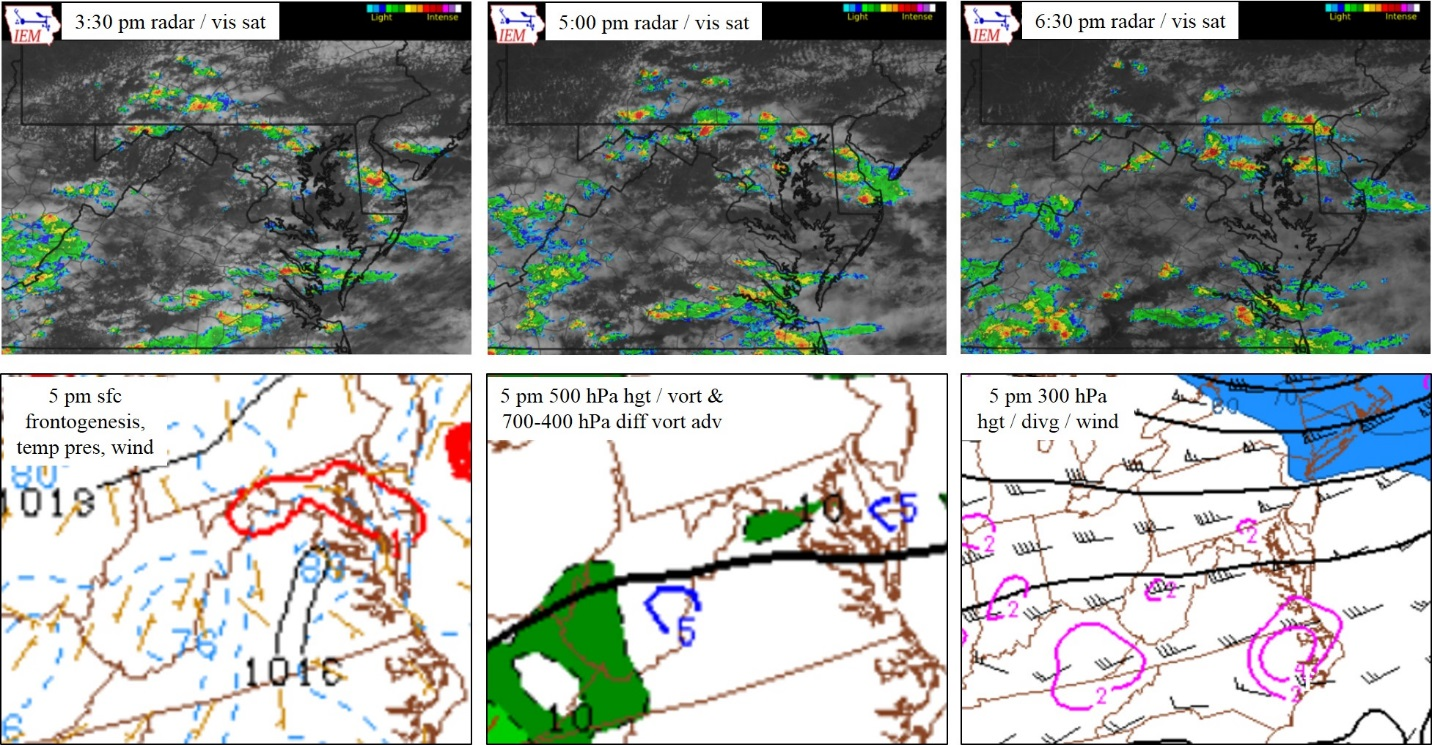 IEM
3:30 pm radar / vis sat
Light Intense
IEM
5:00 pm radar / vis sat
Light Intense
IEM
6:30 pm radar / vis sat
Light Intense
5 pm sfc
frontogenesis,
temp pres, wind
80
1018
80
76
1016
5 pm 500 hPa hgt / vort &
700-400 hPa diff vort adv
10
5
5
10
5 pm 300 hPa
hgt / divg / wind
80
70
2
2
2
2
2